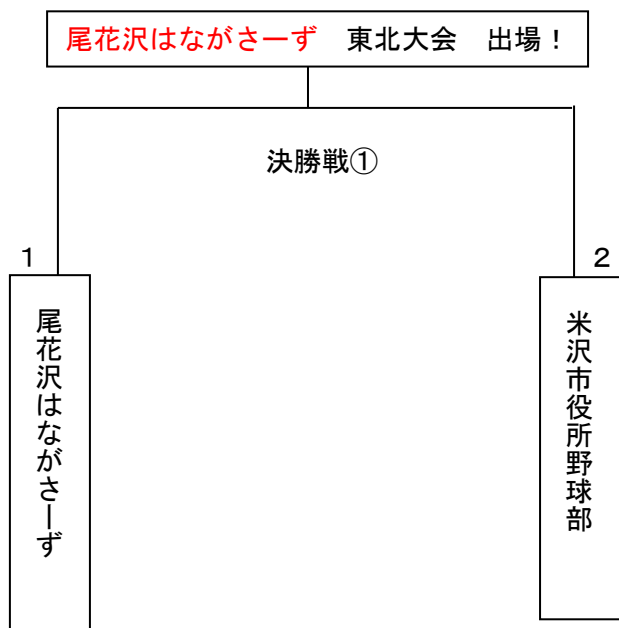 尾花沢はながさーず　東北大会　出場！
決勝戦①
1
2
尾花沢はながさーず
米沢市役所野球部